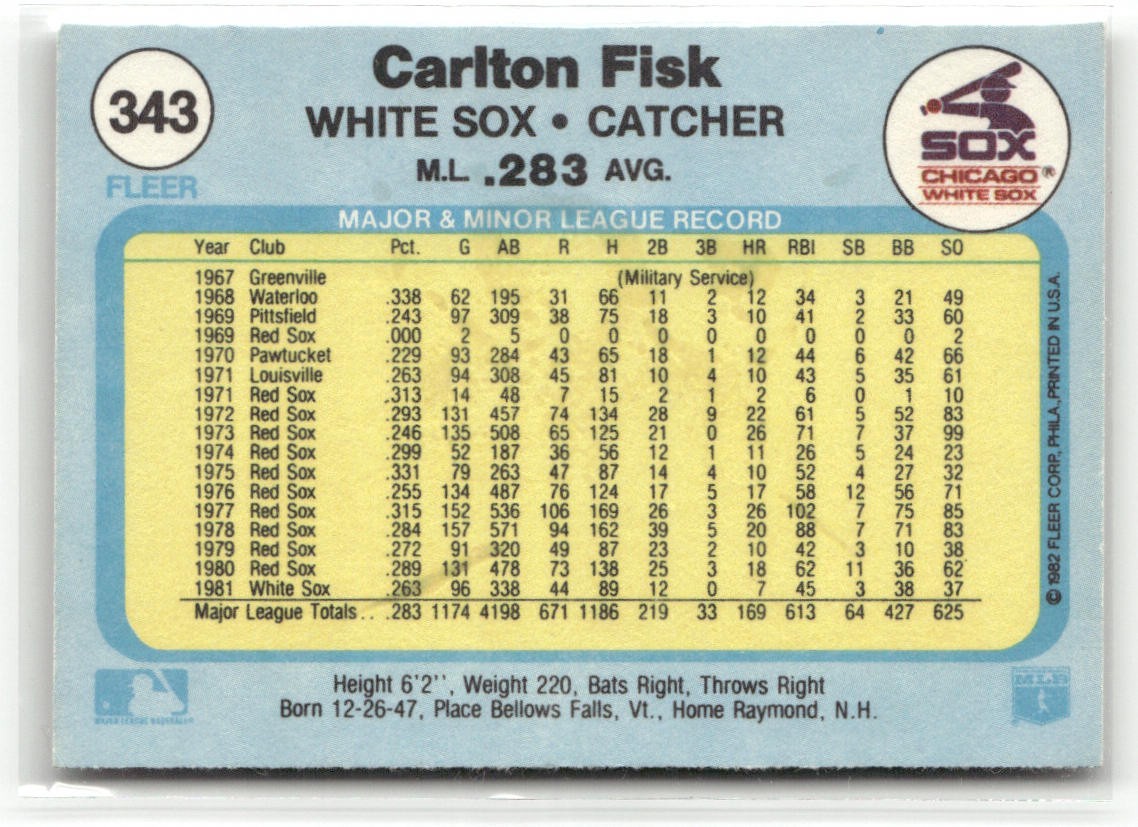 Carlton Fisk
343
WHITE SOX • CATCHER
M.L. .283 AVG.
FLEER
SOX
CHICAGO ®
WHITE SOX
MAJOR & MINOR LEAGUE RECORD
Year Club Pct. G AB R H 2B 3B HR RBI SB BB SO
1967 Greenville (Military Service)
1968 Waterloo .338 62 195 31 66 11 2 12 34 3 21 49
1969 Pittsfield .243 97 309 38 75 18 3 10 41 2 33 60
1969 Red Sox .000 2 5 0 0 0 0 0 0 0 0 2
1970 Pawtucket .229 93 284 43 65 18 1 12 44 6 42 66
1971 Louisville .263 94 308 45 81 10 4 10 43 5 35 61
1971 Red Sox .313 14 48 7 15 2 1 2 6 0 1 10
1972 Red Sox .293 131 457 74 134 28 9 22 61 5 52 83
1973 Red Sox .246 135 508 65 125 21 0 26 71 7 37 99
1974 Red Sox .299 52 187 36 56 12 1 11 26 5 24 23
1975 Red Sox .331 79 263 47 87 14 4 10 52 4 27 32
1976 Red Sox .255 134 487 76 124 17 5 17 58 12 56 71
1977 Red Sox .315 152 536 106 169 26 3 26 102 7 75 85
1978 Red Sox .284 157 571 94 162 39 5 20 88 7 71 83
1979 Red Sox .272 91 320 49 87 23 2 10 42 3 10 38
1980 Red Sox .289 131 478 73 138 25 3 18 62 11 36 62
1981 White Sox .263 96 338 44 89 12 0 7 45 3 38 37
Major League Totals . . .283 1174 4198 671 1186 219 33 169 613 64 427 625
© 1982 FLEER CORP., PHILA., PRINTED IN U.S.A.
Height 6'2'', Weight 220, Bats Right, Throws Right
Born 12-26-47, Place Bellows Falls, Vt., Home Raymond, N.H.
MAJOR LEAGUE BASEBALL
MLB